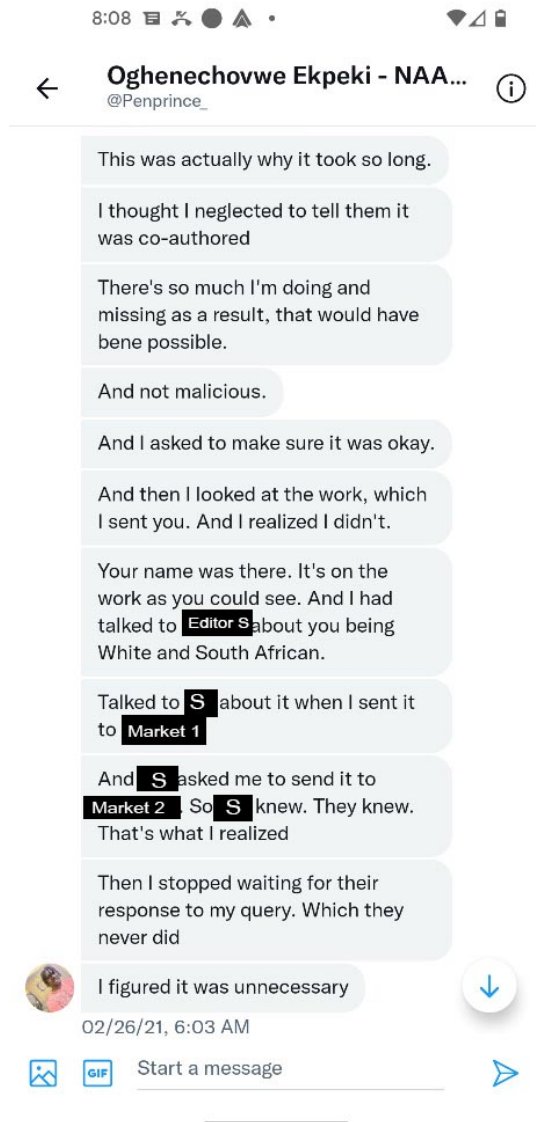 8:08
Oghenechovwe Ekpeki - NAA...
@Penprince_
This was actually why it took so long.
I thought I neglected to tell them it
was co-authored
There's so much I'm doing and
missing as a result, that would have
bene possible.
And not malicious.
And I asked to make sure it was okay.
And then I looked at the work, which
I sent you. And I realized I didn't.
Your name was there. It's on the
work as you could see. And I had
talked to Editor S about you being
White and South African.
Talked to S about it when I sent it
to Market 1
And S asked me to send it to
Market 2 . So S knew. They knew.
That's what I realized
Then I stopped waiting for their
response to my query. Which they
never did
I figured it was unnecessary
02/26/21, 6:03 AM
GIF
Start a message